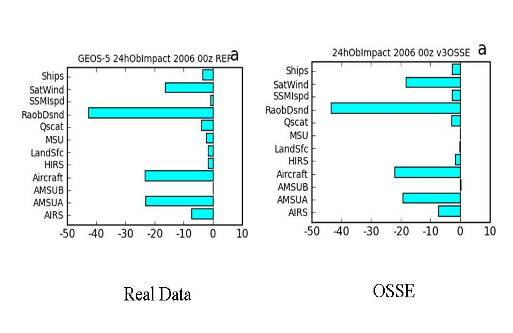 GEOS-5 24hObImpact 2006 00z REF a
Ships
SatWind
SSMIspd
RaobDsnd
Qscat
MSU
LandSfc
HIRS
Aircraft
AMSUB
AMSUA
AIRS
-50 -40 -30 -20 -10 0 10
Real Data
24hObImpact 2006 00z v3OSSE a
Ships
SatWind
SSMIspd
RaobDsnd
Qscat
MSU
LandSfc
HIRS
Aircraft
AMSUB
AMSUA
AIRS
-50 -40 -30 -20 -10 0 10
OSSE